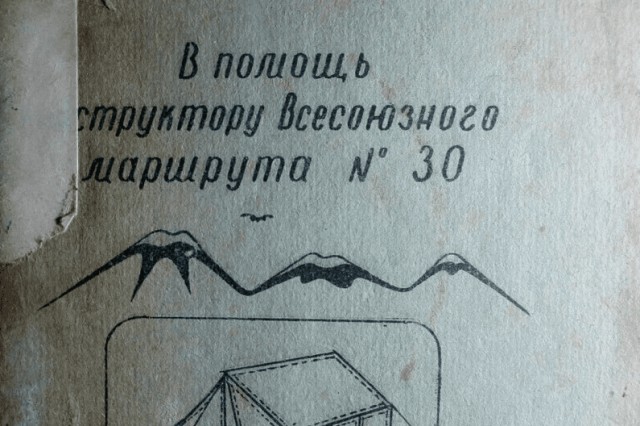 В помощь
структору Всесоюзного
маршрута № 30